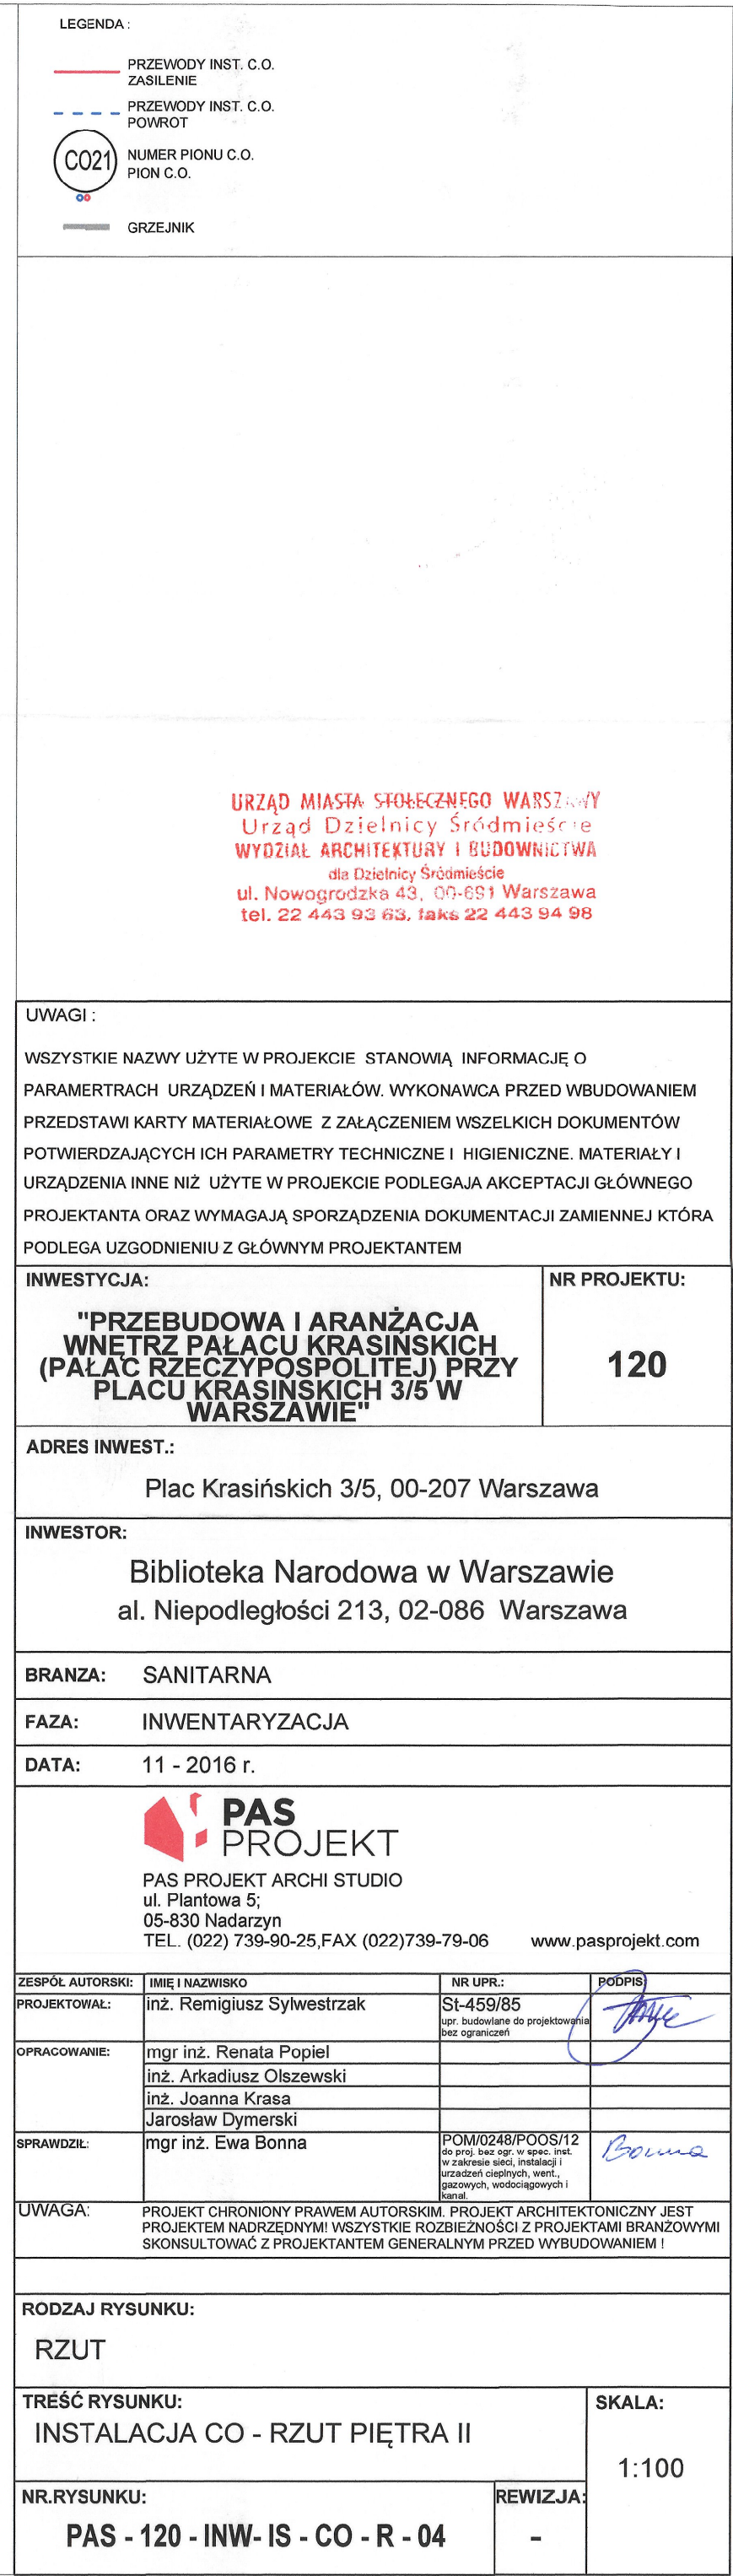 LEGENDA :
PRZEWODY INST. C.O.
ZASILENIE
PRZEWODY INST. C.O.
POWROT
CO21
NUMER PIONU C.O.
PION C.O.
GRZEJNIK
URZĄD MIASTA STOŁECZNEGO WARSZAWY
Urząd Dzielnicy Śródmieście
WYDZIAŁ ARCHITEKTURY I BUDOWNICTWA
dla Dzielnicy Śródmieście
ul. Nowogrodzka 43, 00-691 Warszawa
tel. 22 443 93 63, faks 22 443 94 98
UWAGI :
WSZYSTKIE NAZWY UŻYTE W PROJEKCIE STANOWIĄ INFORMACJĘ O
PARAMERTRACH URZĄDZEŃ I MATERIAŁÓW. WYKONAWCA PRZED WBUDOWANIEM
PRZEDSTAWI KARTY MATERIAŁOWE Z ZAŁĄCZENIEM WSZELKICH DOKUMENTÓW
POTWIERDZAJĄCYCH ICH PARAMETRY TECHNICZNE I HIGIENICZNE. MATERIAŁY I
URZĄDZENIA INNE NIŻ UŻYTE W PROJEKCIE PODLEGAJA AKCEPTACJI GŁÓWNEGO
PROJEKTANTA ORAZ WYMAGAJĄ SPORZĄDZENIA DOKUMENTACJI ZAMIENNEJ KTÓRA
PODLEGA UZGODNIENIU Z GŁÓWNYM PROJEKTANTEM
INWESTYCJA:
"PRZEBUDOWA I ARANŻACJA
WNĘTRZ PAŁACU KRASIŃSKICH
(PAŁAC RZECZYPOSPOLITEJ) PRZY
PLACU KRASIŃSKICH 3/5 W
WARSZAWIE"
NR PROJEKTU:
120
ADRES INWEST.:
Plac Krasińskich 3/5, 00-207 Warszawa
INWESTOR:
Biblioteka Narodowa w Warszawie
al. Niepodległości 213, 02-086 Warszawa
BRANZA: SANITARNA
FAZA: INWENTARYZACJA
DATA: 11 - 2016 r.
PAS
PROJEKT
PAS PROJEKT ARCHI STUDIO
ul. Plantowa 5;
05-830 Nadarzyn
TEL. (022) 739-90-25,FAX (022)739-79-06 www.pasprojekt.com
ZESPÓŁ AUTORSKI: IMIĘ I NAZWISKO NR UPR.: PODPIS
PROJEKTOWAŁ: inż. Remigiusz Sylwestrzak St-459/85
upr. budowlane do projektowania
bez ograniczeń
OPRACOWANIE: mgr inż. Renata Popiel
inż. Arkadiusz Olszewski
inż. Joanna Krasa
Jarosław Dymerski
SPRAWDZIŁ: mgr inż. Ewa Bonna POM/0248/POOS/12 Bonna
do proj. bez ogr. w spec. inst.
w zakresie sieci, instalacji i
urzadzeń cieplnych, went.,
gazowych, wodociągowych i
kanal.
UWAGA: PROJEKT CHRONIONY PRAWEM AUTORSKIM. PROJEKT ARCHITEKTONICZNY JEST
PROJEKTEM NADRZĘDNYM! WSZYSTKIE ROZBIEŻNOŚCI Z PROJEKTAMI BRANŻOWYMI
SKONSULTOWAĆ Z PROJEKTANTEM GENERALNYM PRZED WYBUDOWANIEM !
RODZAJ RYSUNKU:
RZUT
TREŚĆ RYSUNKU:
INSTALACJA CO - RZUT PIĘTRA II
SKALA:
1:100
NR.RYSUNKU:
PAS - 120 - INW- IS - CO - R - 04
REWIZJA:
-